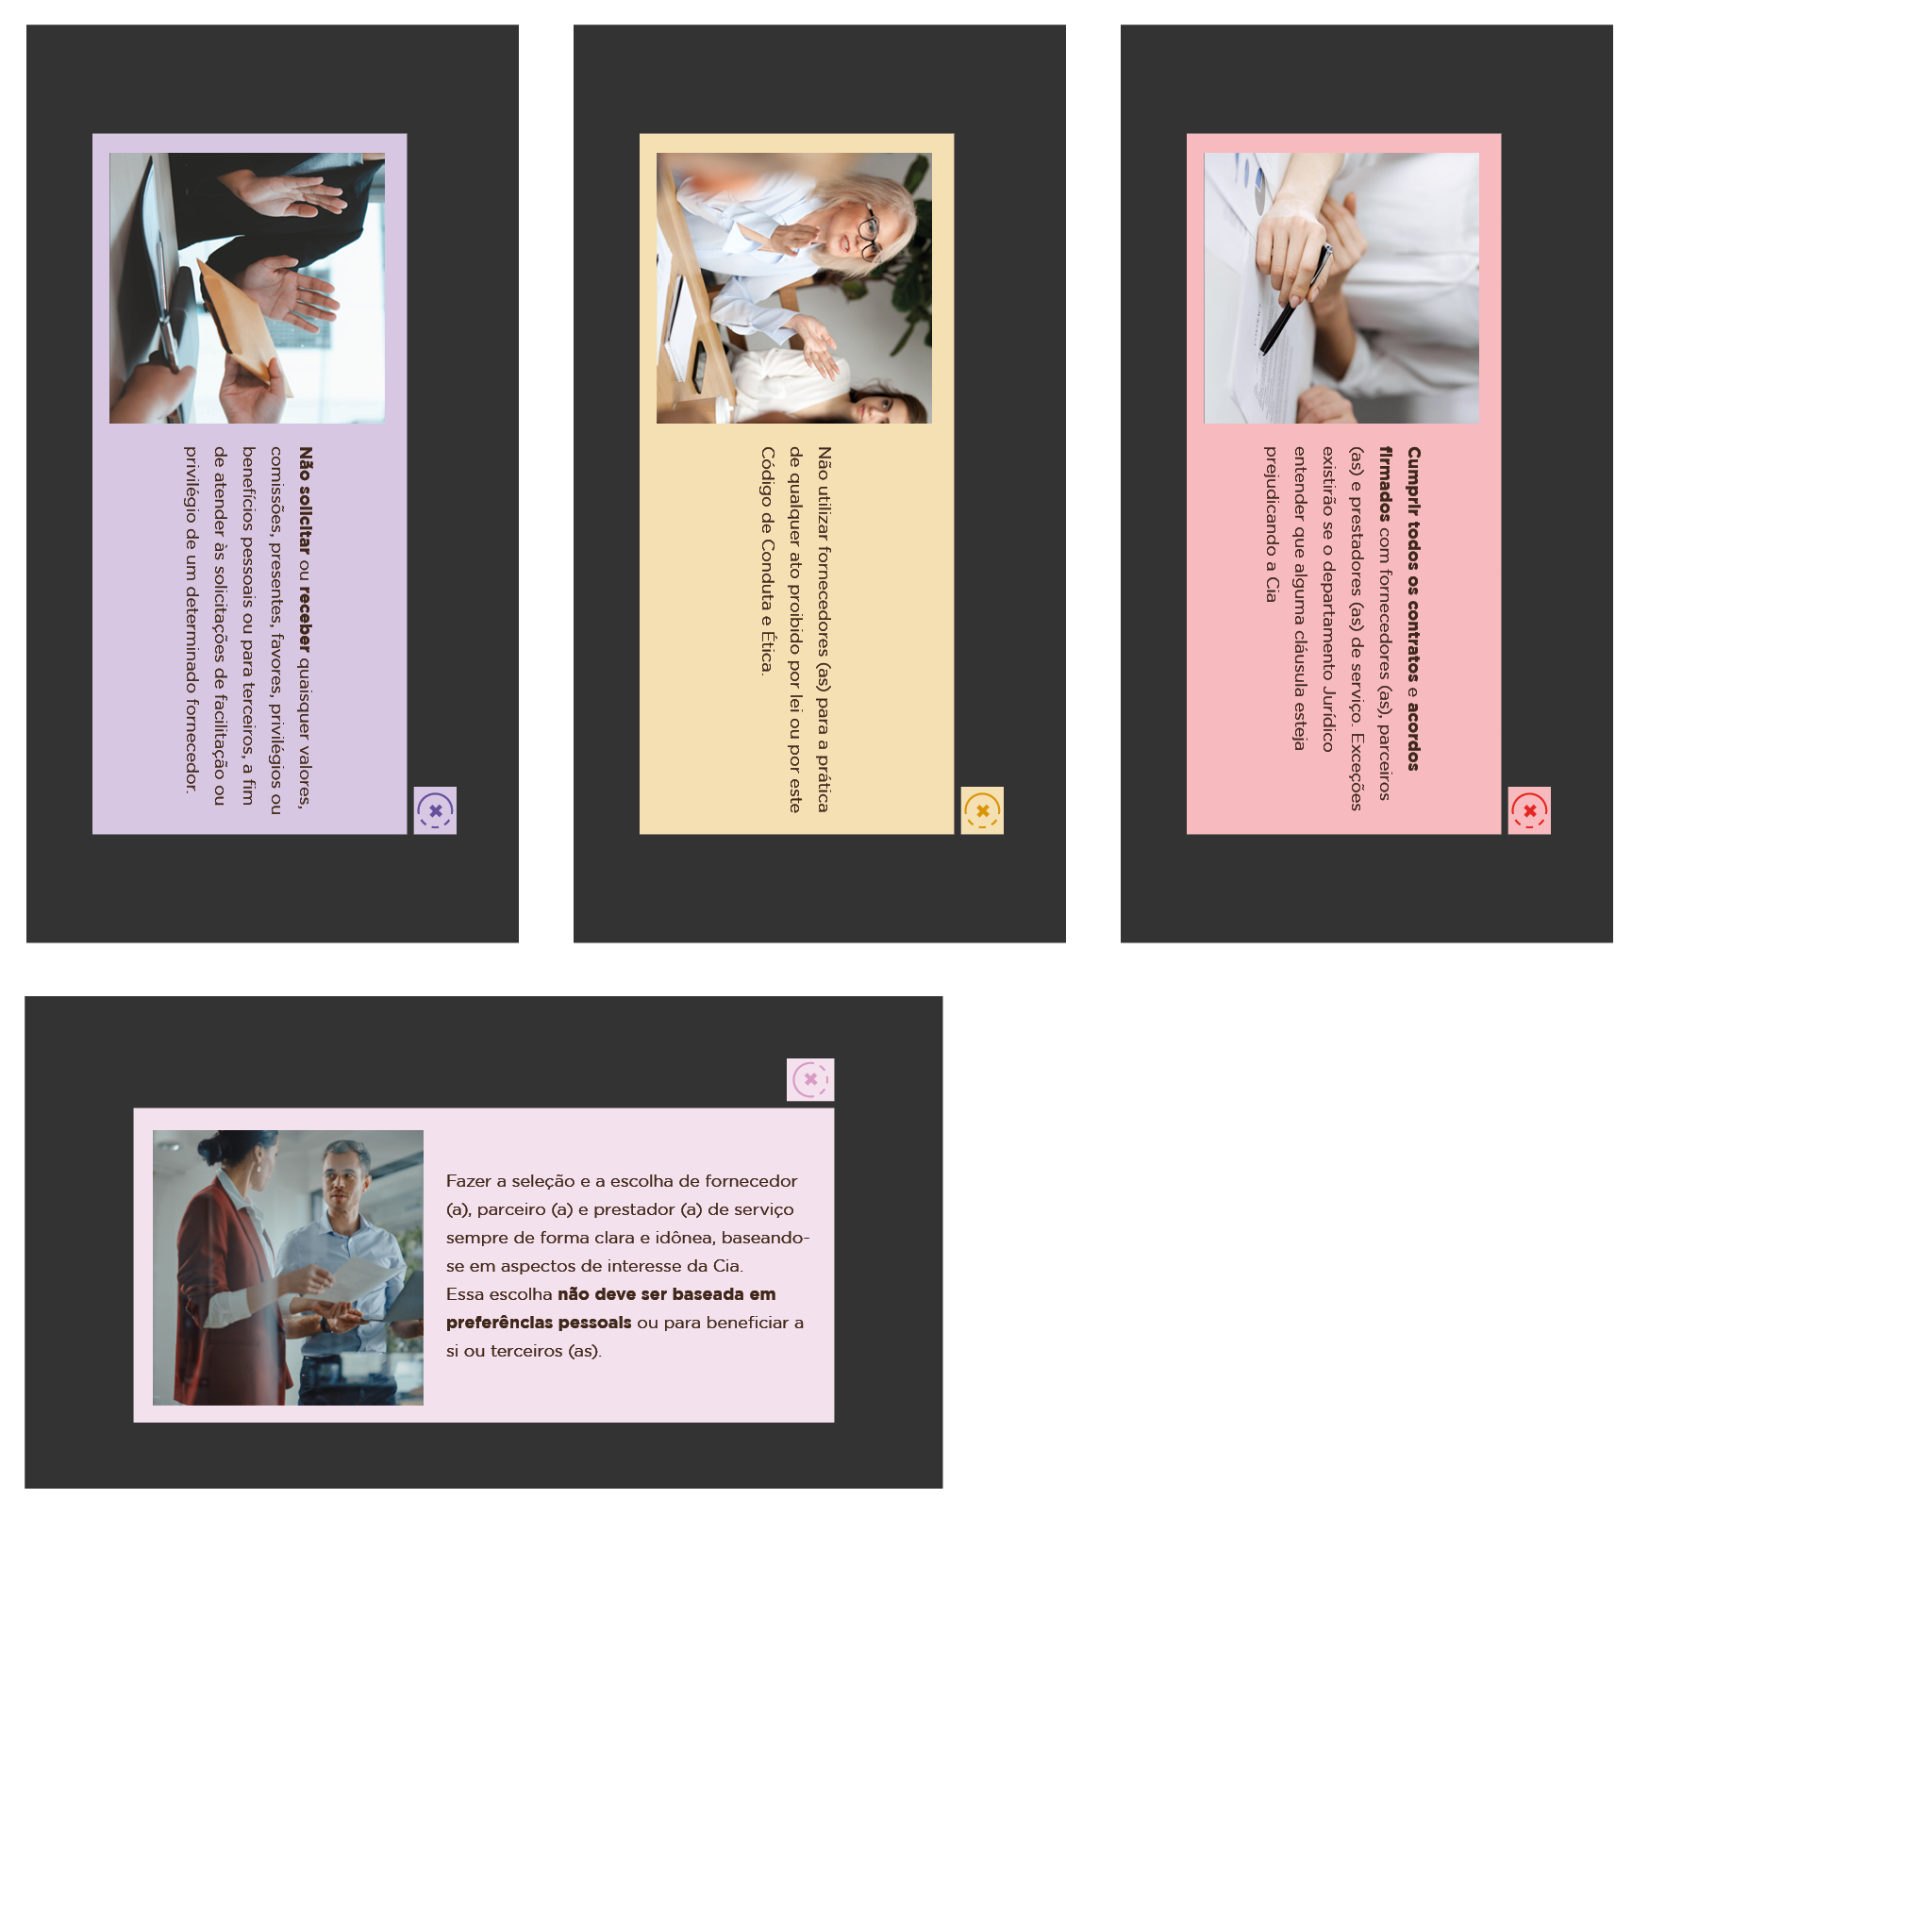 Não solicitar ou receber quaisquer valores,
comissões, presentes, favores, privilégios ou
benefícios pessoais ou para terceiros, a fim
de atender às solicitações de facilitação ou
privilégio de um determinado fornecedor.
Não utilizar fornecedores (as) para a prática
de qualquer ato proibido por lei ou por este
Código de Conduta e Ética.
Cumprir todos os contratos e acordos
firmados com fornecedores (as), parceiros
(as) e prestadores (as) de serviço. Exceções
existirão se o departamento Jurídico
entender que alguma cláusula esteja
prejudicando a Cia
Fazer a seleção e a escolha de fornecedor
(a), parceiro (a) e prestador (a) de serviço
sempre de forma clara e idônea, baseando-
se em aspectos de interesse da Cia.
Essa escolha não deve ser baseada em
preferências pessoais ou para beneficiar a
si ou terceiros (as).